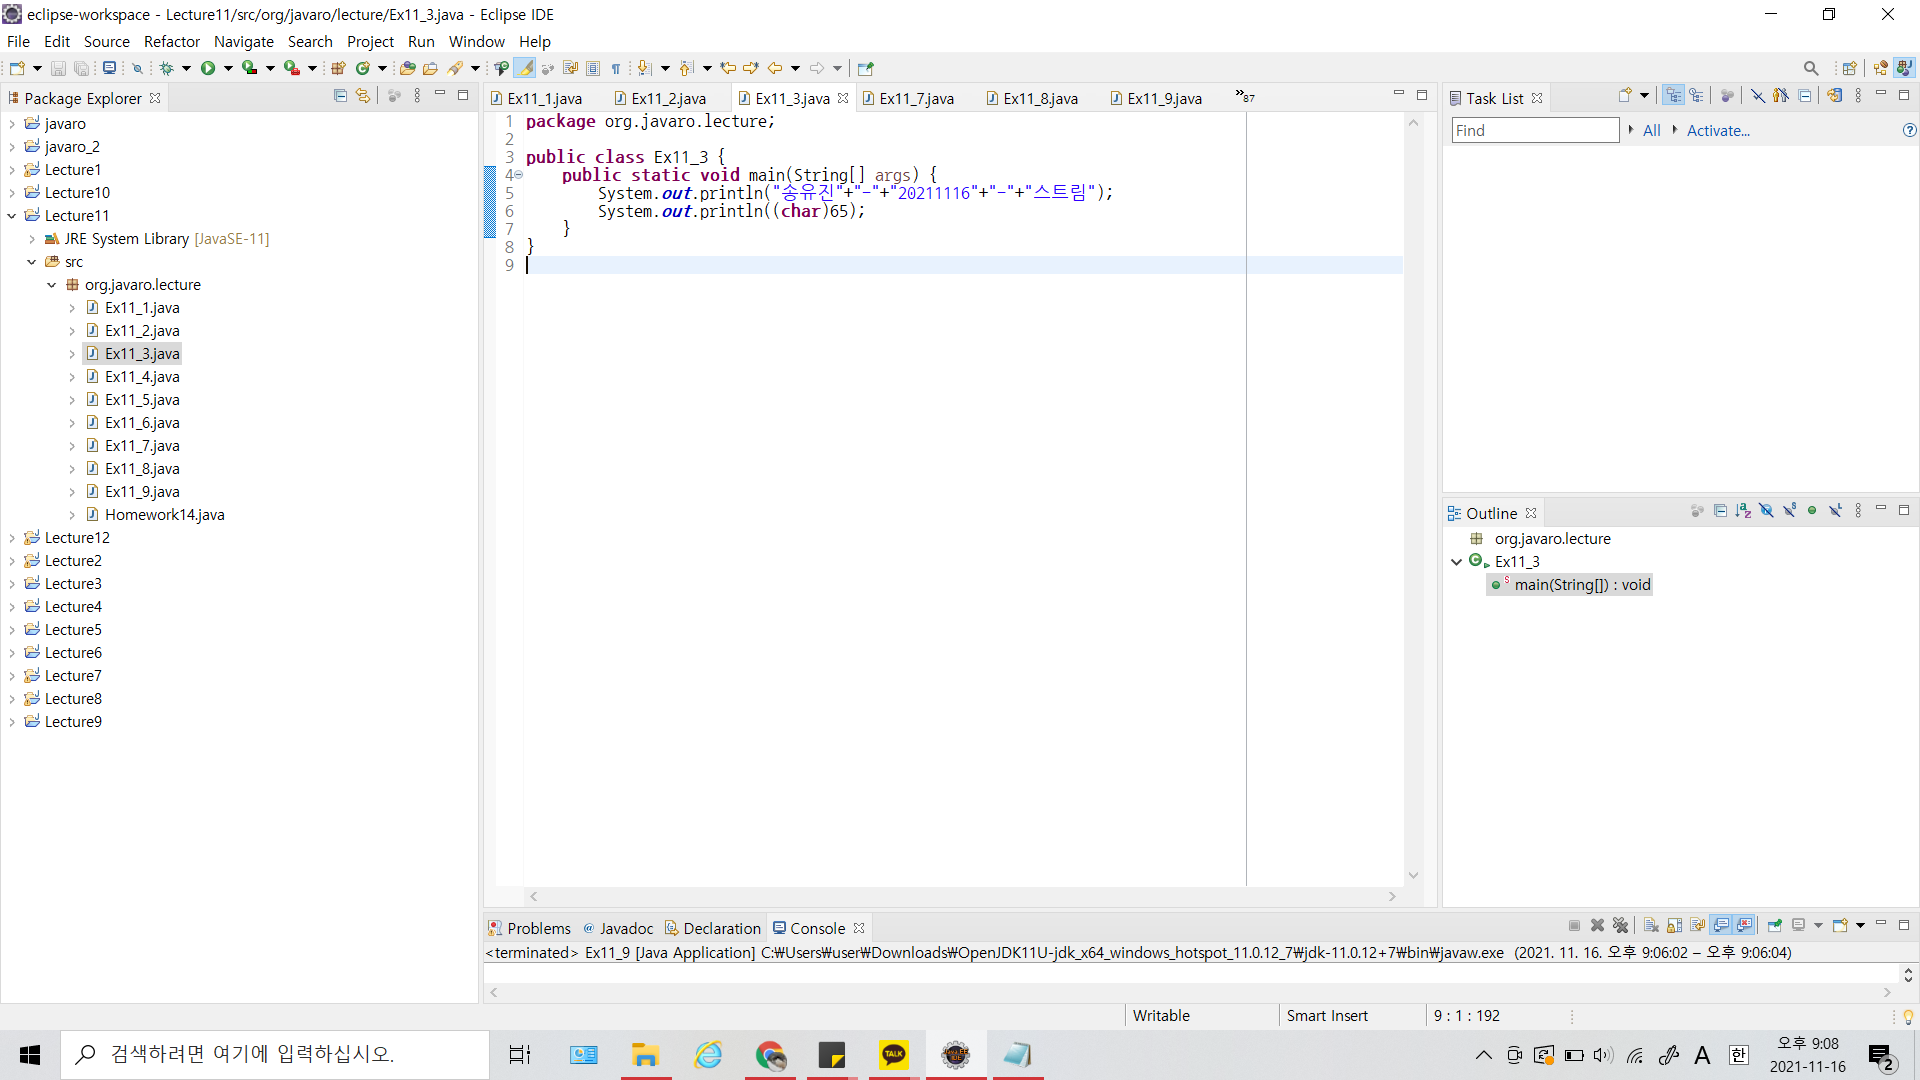 eclipse-workspace - Lecture11/src/org/javaro/lecture/Ex11_3.java - Eclipse IDE
File Edit Source Refactor Navigate Search Project Run Window Help
Package Explorer
javaro
javaro_2
Lecture1
Lecture10
Lecture11
JRE System Library [JavaSE-11]
src
org.javaro.lecture
Ex11_1.java
Ex11_2.java
Ex11_3.java
Ex11_4.java
Ex11_5.java
Ex11_6.java
Ex11_7.java
Ex11_8.java
Ex11_9.java
Homework14.java
Lecture12
Lecture2
Lecture3
Lecture4
Lecture5
Lecture6
Lecture7
Lecture8
Lecture9
Ex11_1.java Ex11_2.java Ex11_3.java Ex11_7.java Ex11_8.java Ex11_9.java »87
1 package org.javaro.lecture;
2
3 public class Ex11_3 {
4 public static void main(String[] args) {
5 System.out.println("송유진"+"-"+"20211116"+"-"+"스트림");
6 System.out.println((char)65);
7 }
8 }
9
Task List
Find All Activate...
Outline
org.javaro.lecture
Ex11_3
main(String[]) : void
Problems Javadoc Declaration Console
<terminated> Ex11_9 [Java Application] C:₩Users₩user₩Downloads₩OpenJDK11U-jdk_x64_windows_hotspot_11.0.12_7₩jdk-11.0.12+7₩bin₩javaw.exe (2021. 11. 16. 오후 9:06:02 – 오후 9:06:04)
Writable Smart Insert 9 : 1 : 192
검색하려면 여기에 입력하십시오.
TALK
A 한
오후 9:08
2021-11-16
2